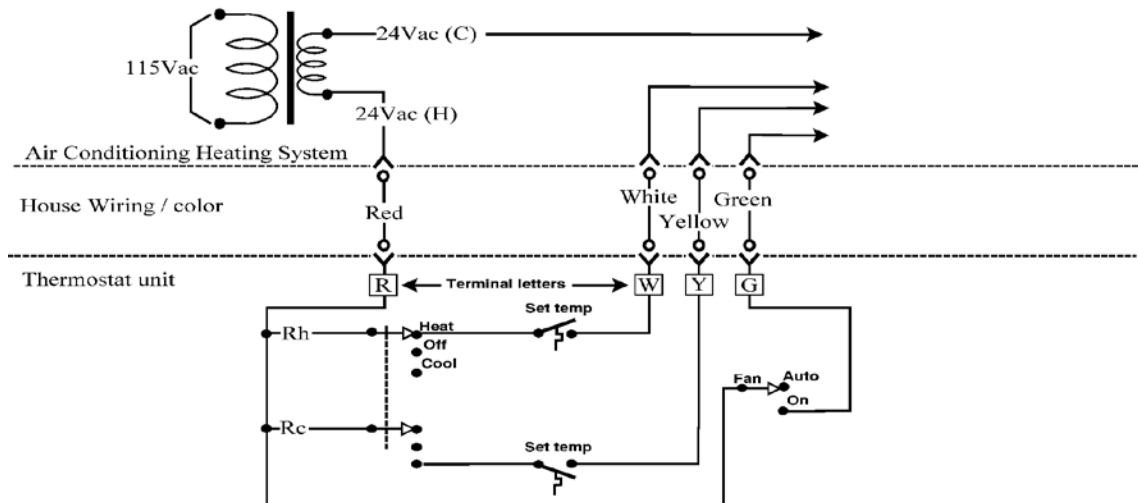 24Vac (C)
115Vac
24Vac (H)
Air Conditioning Heating System
House Wiring / color
Red
White
Yellow
Green
Thermostat unit
R
Terminal letters
W
Y
G
Rh
Heat
Off
Cool
Set temp
Fan
Auto
On
Rc
Set temp